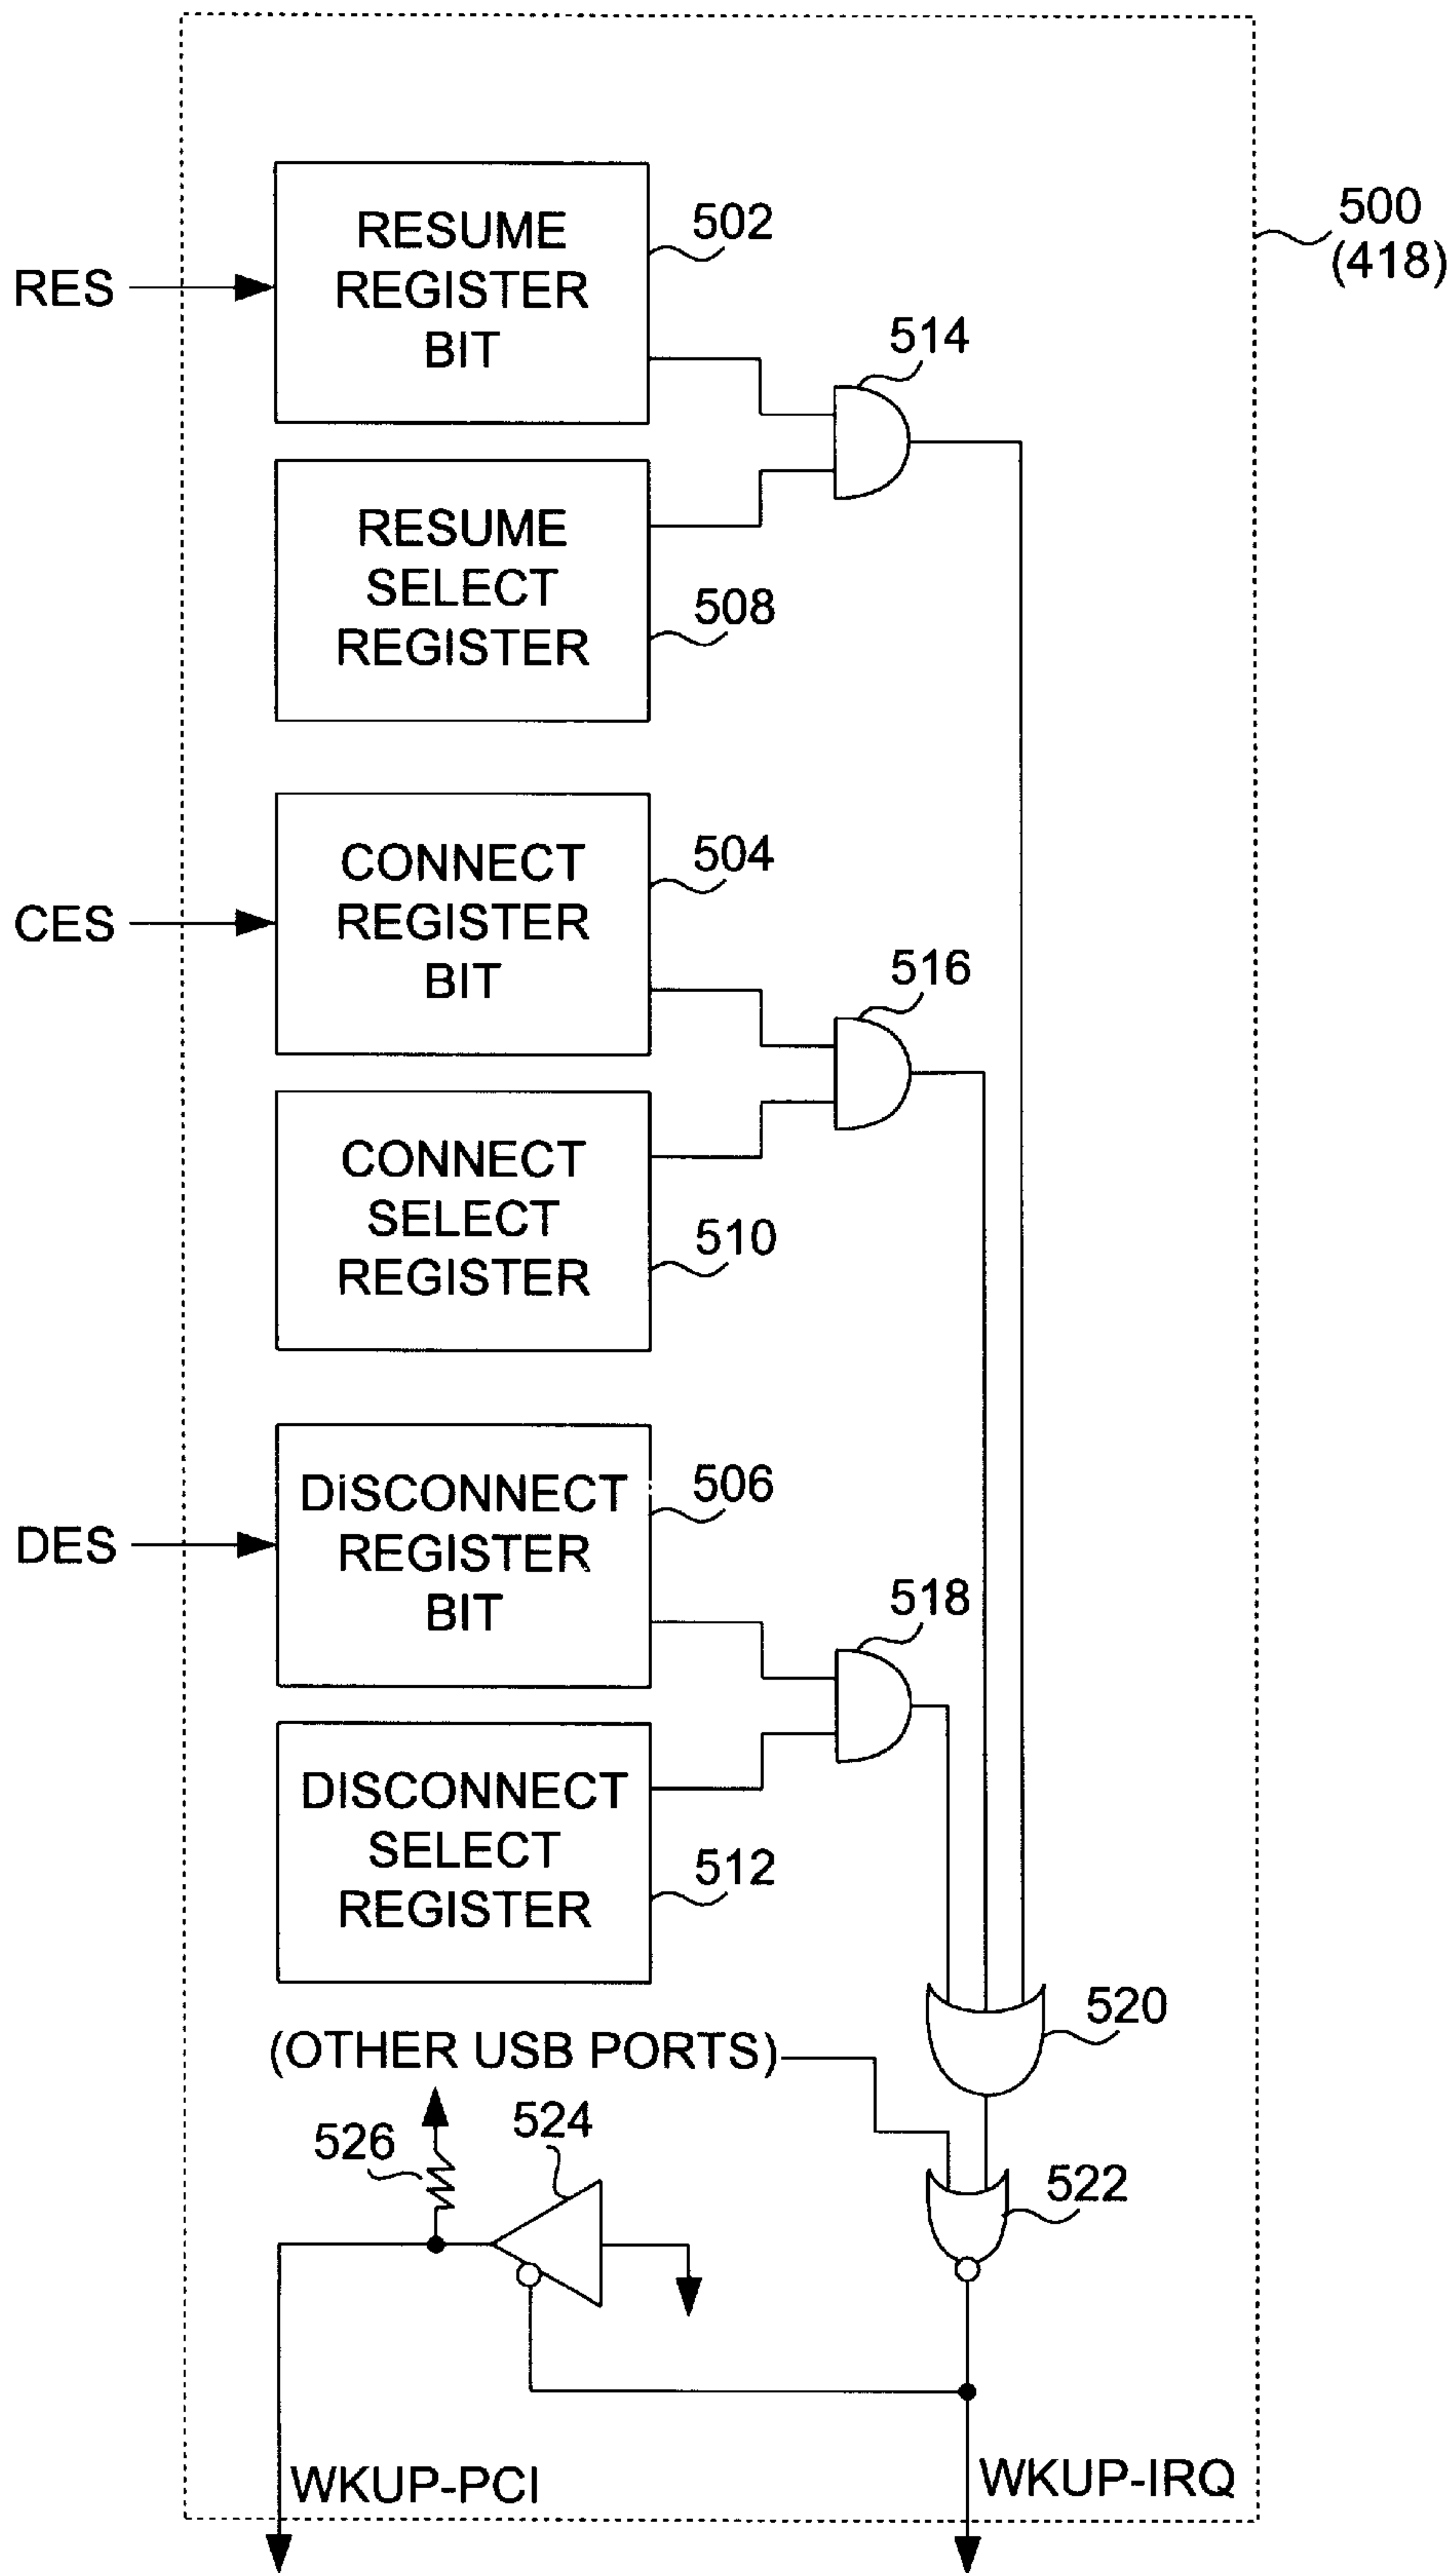 500
(418)
RESUME
REGISTER
BIT
502
RES
514
RESUME
SELECT
REGISTER
508
CONNECT
REGISTER
BIT
504
CES
516
CONNECT
SELECT
REGISTER
510
DISCONNECT
REGISTER
BIT
506
DES
518
DISCONNECT
SELECT
REGISTER
512
520
(OTHER USB PORTS)
526
524
522
WKUP-PCI
WKUP-IRQ